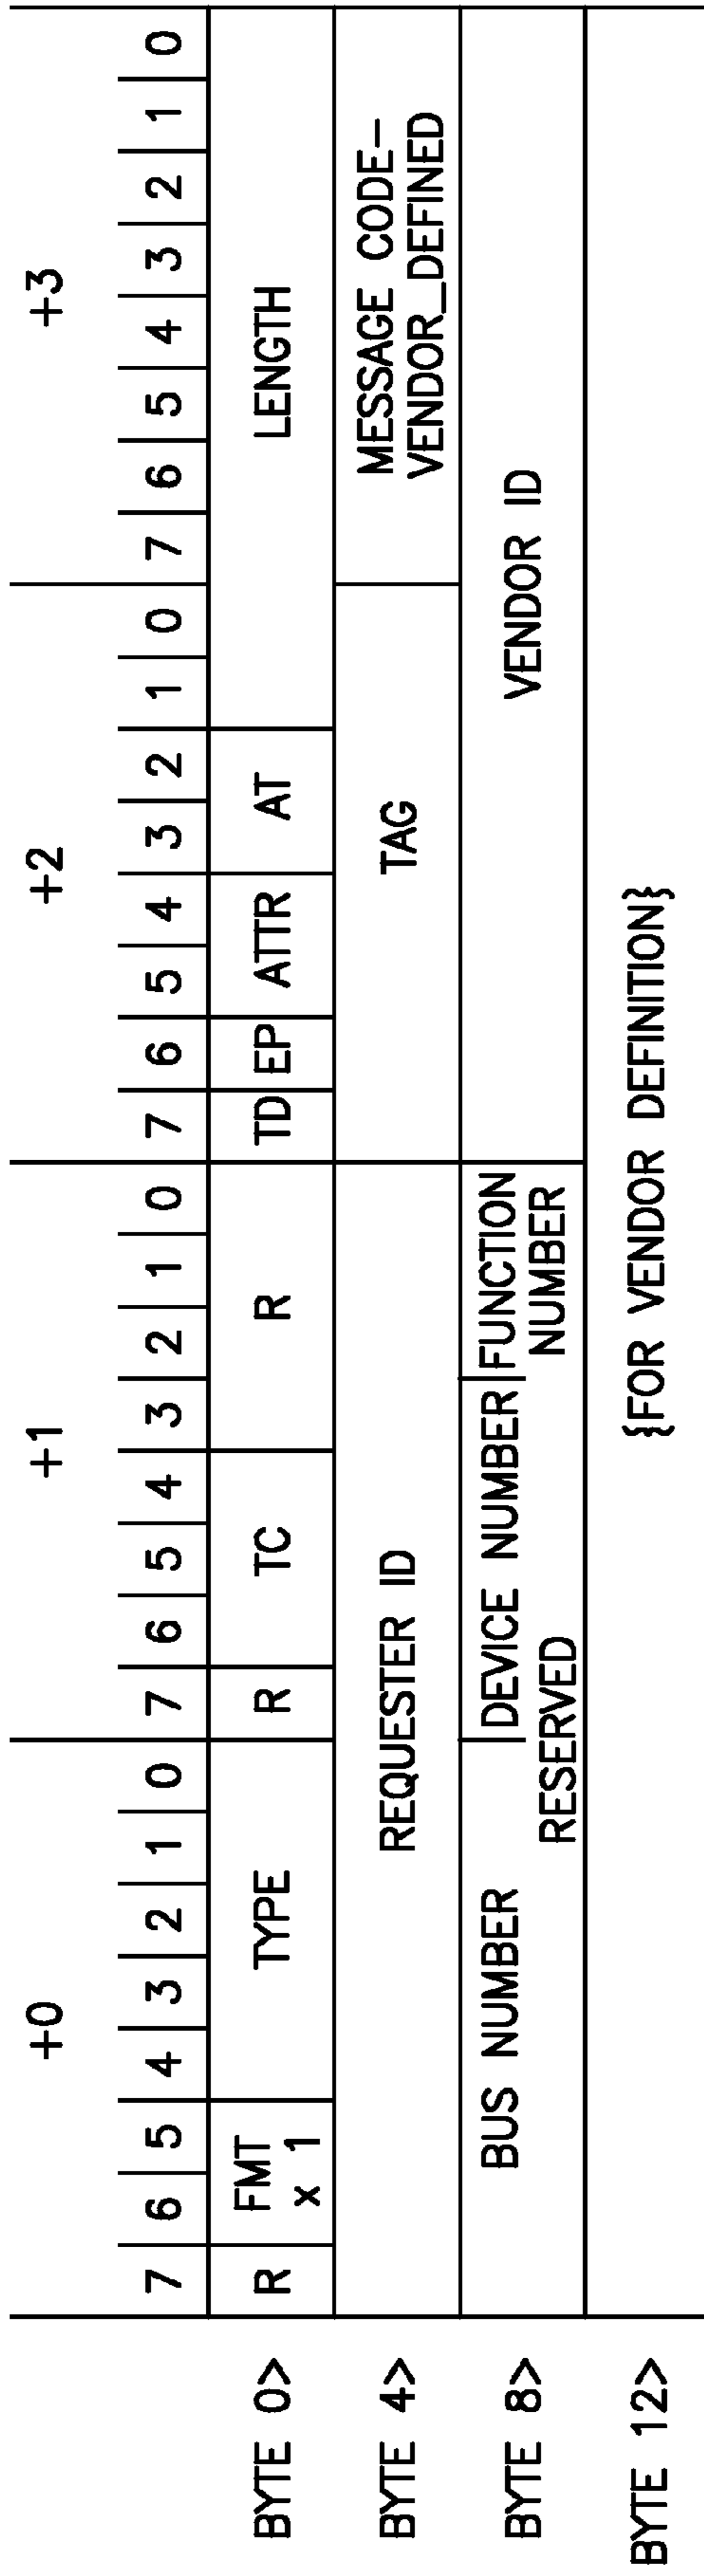 +0 +1 +2 +3
7 6 5 4 3 2 1 0 7 6 5 4 3 2 1 0 7 6 5 4 3 2 1 0 7 6 5 4 3 2 1 0
BYTE 0> R FMT TYPE R TC R TD EP ATTR AT LENGTH
x 1
BYTE 4> REQUESTER ID TAG MESSAGE CODE–
VENDOR_DEFINED
BYTE 8> BUS NUMBER DEVICE NUMBER FUNCTION VENDOR ID
RESERVED NUMBER
BYTE 12> {FOR VENDOR DEFINITION}